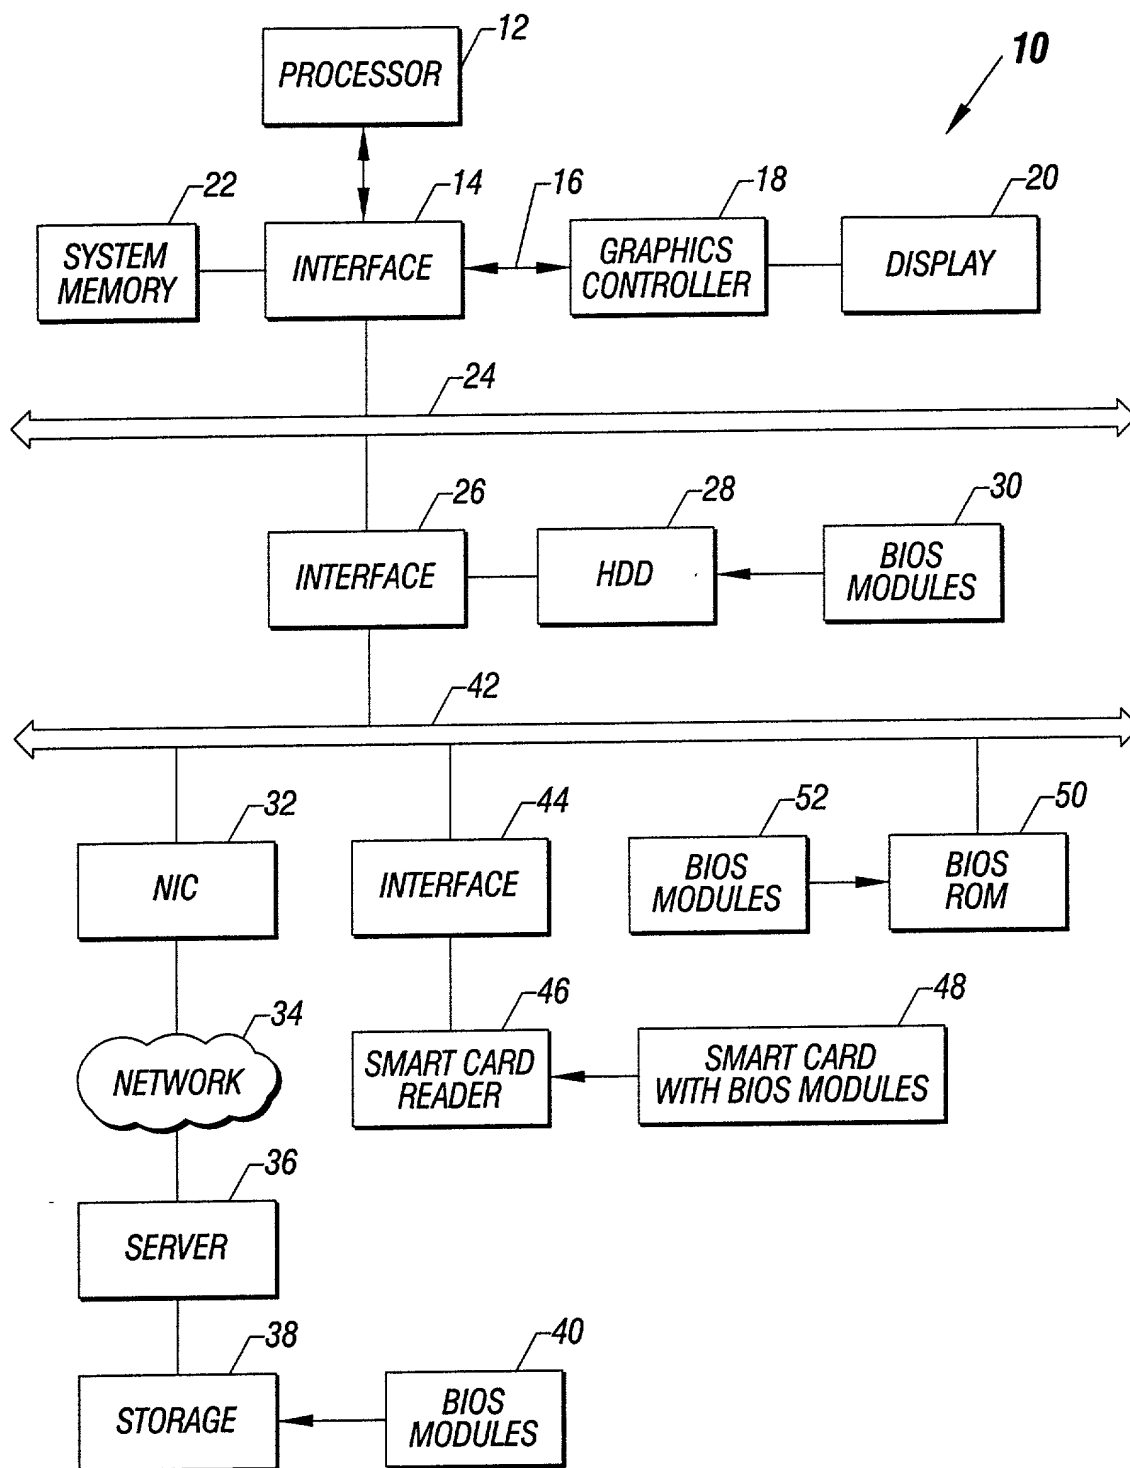 12
PROCESSOR
10
22
14
16
18
20
SYSTEM
MEMORY
INTERFACE
GRAPHICS
CONTROLLER
DISPLAY
24
26
28
30
INTERFACE
HDD
BIOS
MODULES
42
32
44
52
50
NIC
INTERFACE
BIOS
MODULES
BIOS
ROM
34
46
48
NETWORK
SMART CARD
READER
SMART CARD
WITH BIOS MODULES
36
SERVER
38
40
STORAGE
BIOS
MODULES